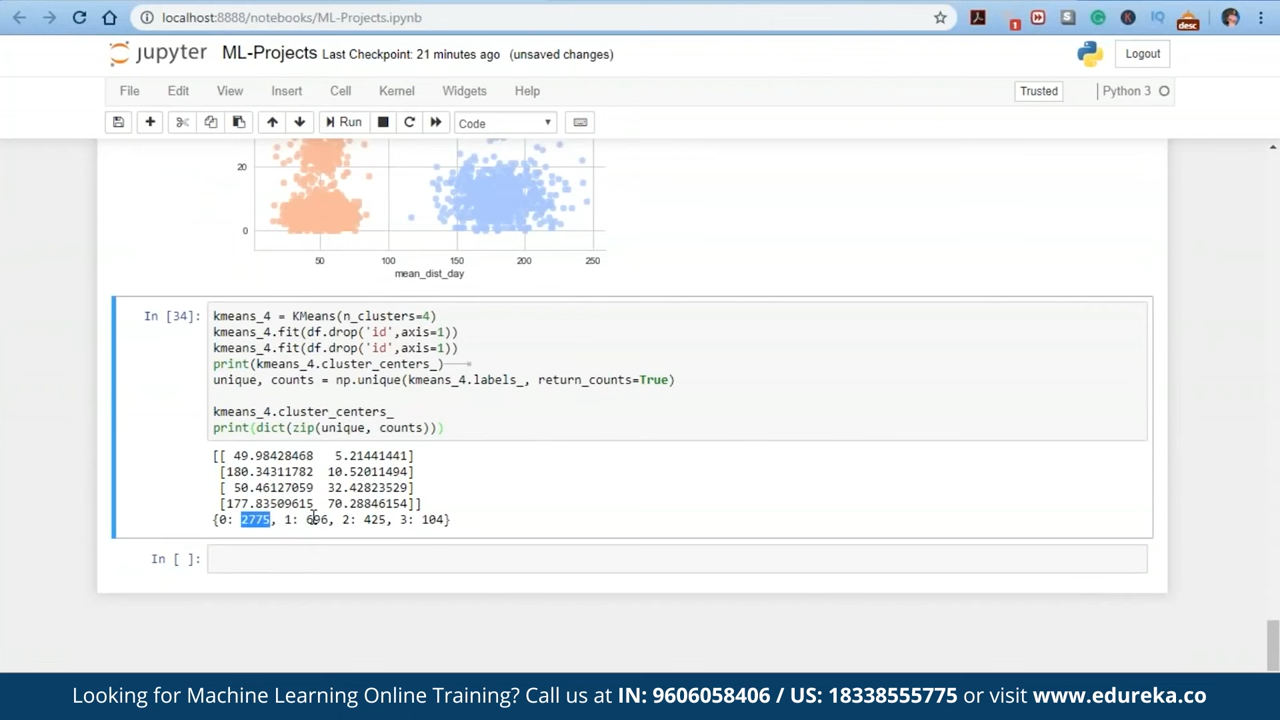 localhost:8888/notebooks/ML-Projects.ipynb
1
desc
jupyter ML-Projects Last Checkpoint: 21 minutes ago (unsaved changes)
Logout
File Edit View Insert Cell Kernel Widgets Help
Trusted
Python 3
Run
Code
20
0
50 100 150 200 250
mean_dist_day
In [34]:
kmeans_4 = KMeans(n_clusters=4)
kmeans_4.fit(df.drop('id',axis=1))
kmeans_4.fit(df.drop('id',axis=1))
print(kmeans_4.cluster_centers_)
unique, counts = np.unique(kmeans_4.labels_, return_counts=True)
kmeans_4.cluster_centers_
print(dict(zip(unique, counts)))
[[ 49.98428468 5.21441441]
[180.34311782 10.52011494]
[ 50.46127059 32.42823529]
[177.83509615 70.28846154]]
{0: 2775, 1: 696, 2: 425, 3: 104}
In [ ]:
Looking for Machine Learning Online Training? Call us at IN: 9606058406 / US: 18338555775 or visit www.edureka.co